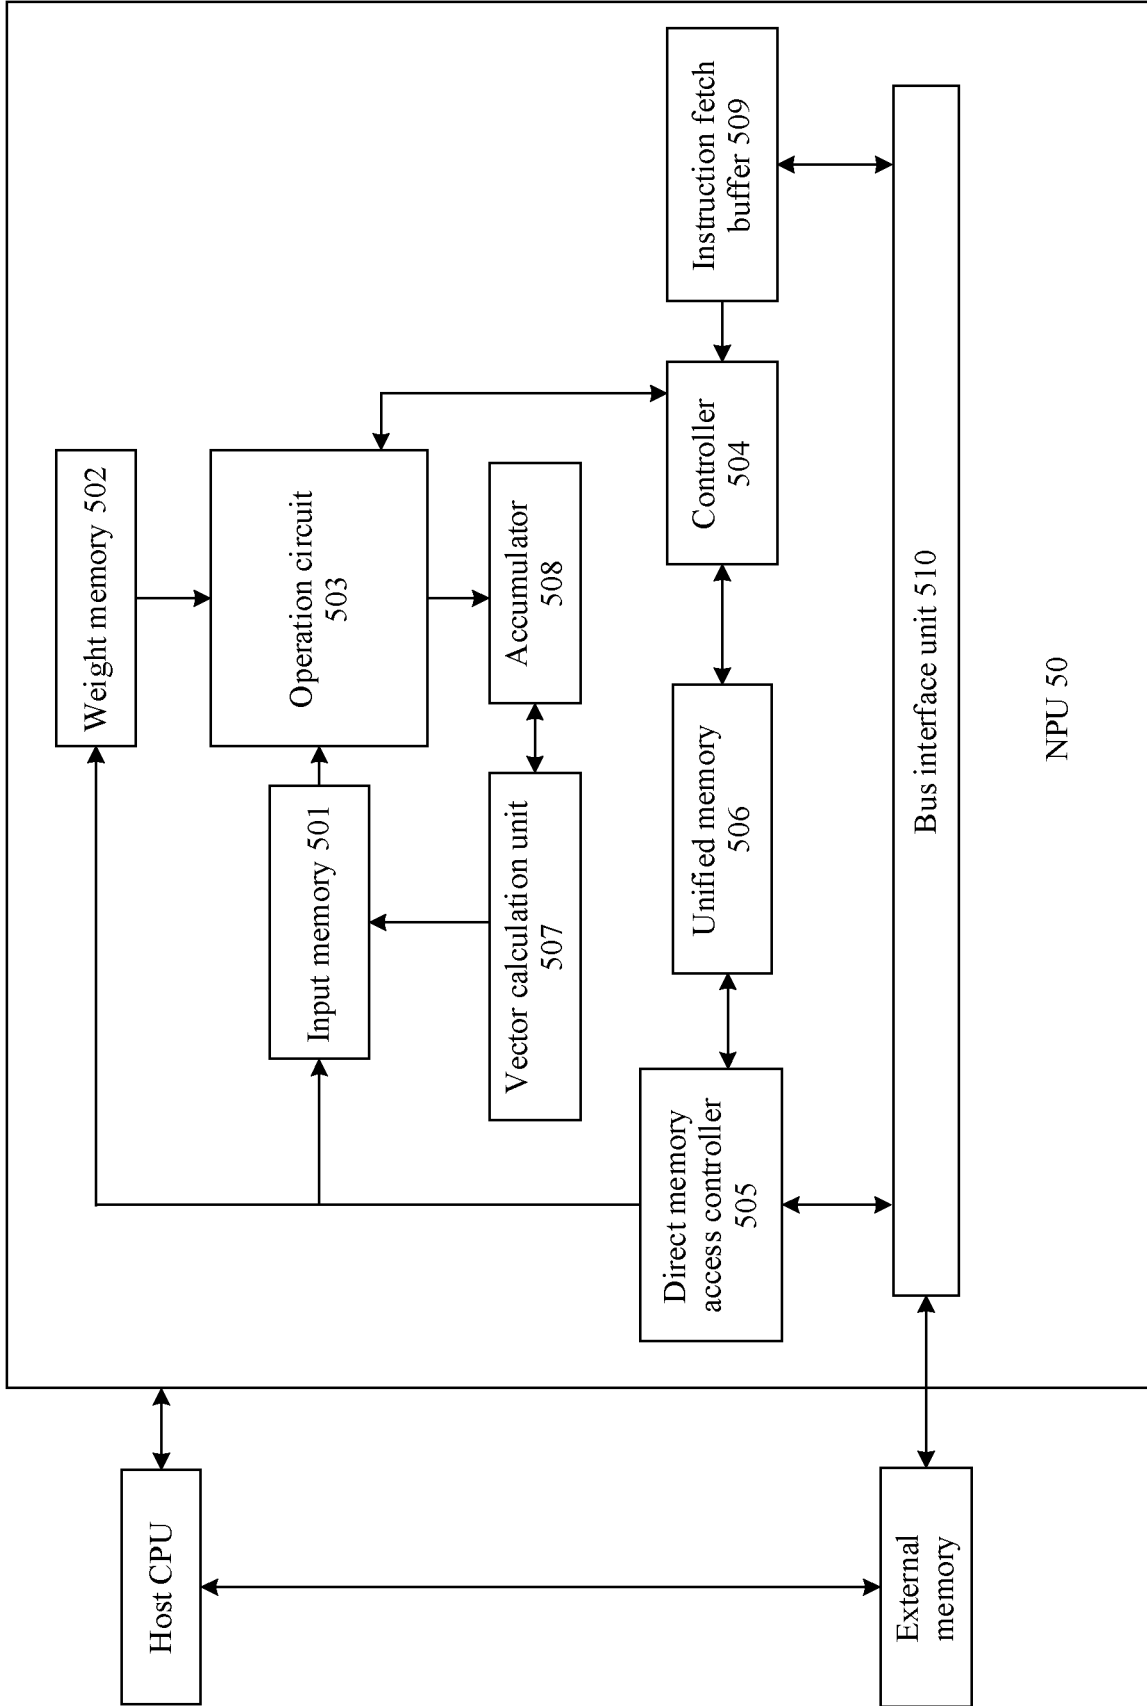 Host CPU
External
memory
Weight memory 502
Operation circuit
503
Input memory 501
Accumulator
508
Vector calculation unit
507
Direct memory
access controller
505
Unified memory
506
Controller
504
Instruction fetch
buffer 509
Bus interface unit 510
NPU 50